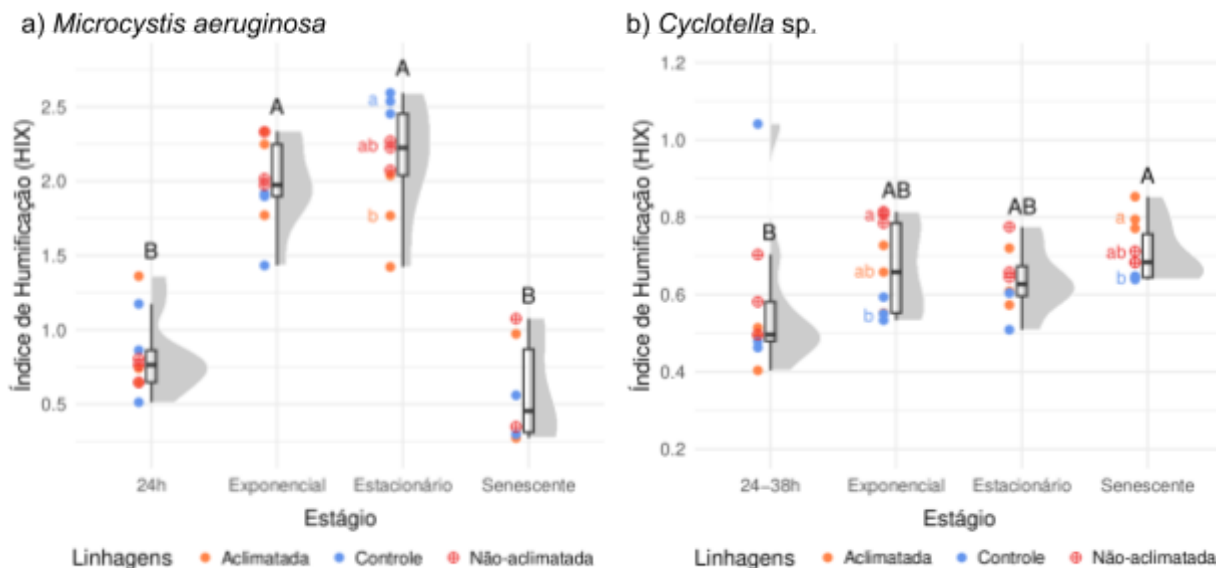 a) Microcystis aeruginosa
b) Cyclotella sp.
Índice de Humificação (HIX)
2.5
2.0
1.5
1.0
0.5
B
A
A
B
a
ab
b
24h
Exponencial
Estacionário
Senescente
Estágio
Linhagens
Aclimatada
Controle
Não-aclimatada
Índice de Humificação (HIX)
1.2
1.0
0.8
0.6
0.4
0.2
B
AB
AB
A
a
ab
b
a
ab
b
24–38h
Exponencial
Estacionário
Senescente
Estágio
Linhagens
Aclimatada
Controle
Não-aclimatada